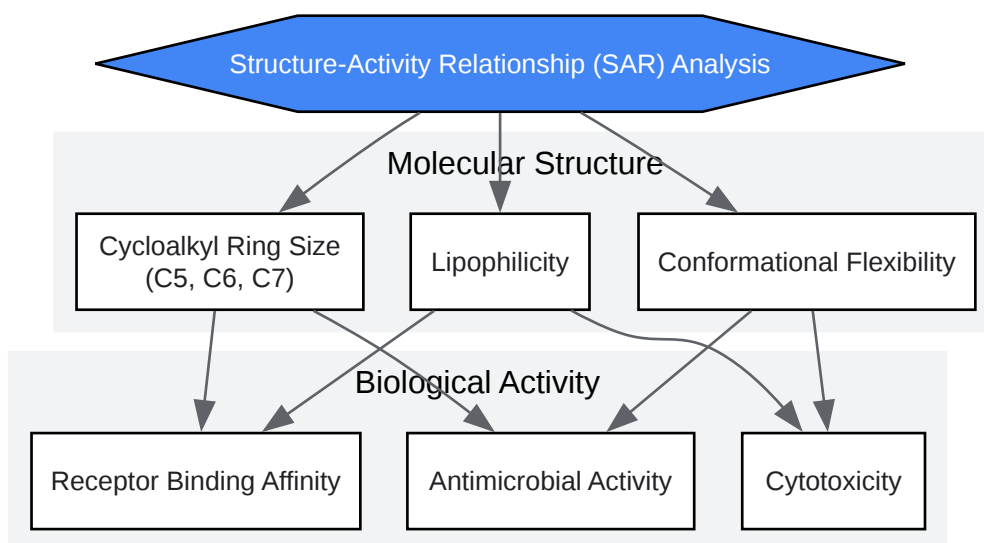 Structure-Activity Relationship (SAR) Analysis
Molecular Structure
Cycloalkyl Ring Size
(C5, C6, C7)
Lipophilicity
Conformational Flexibility
Biological Activity
Receptor Binding Affinity
Antimicrobial Activity
Cytotoxicity